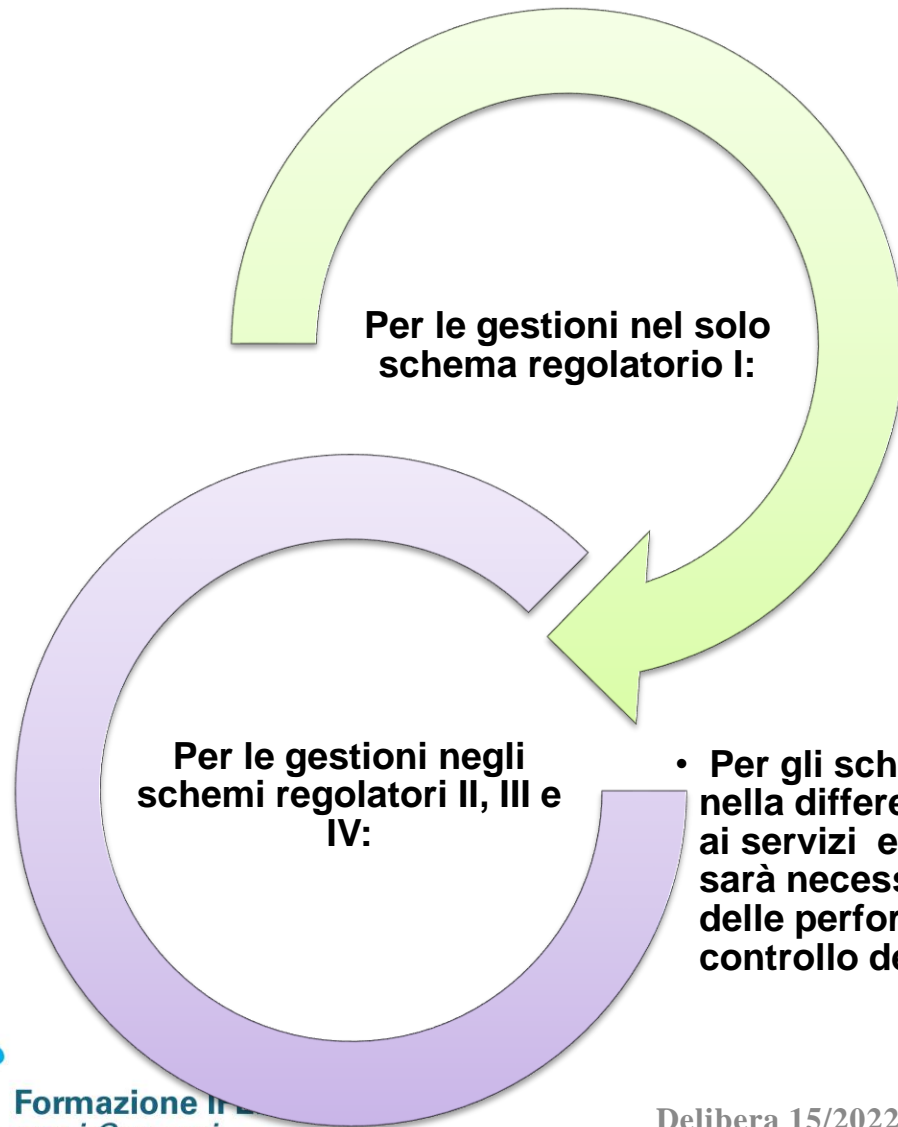 Per le gestioni nel solo
schema regolatorio I:
Per le gestioni negli
schemi regolatori II, III e
IV:
• Per gli sch
nella differe
ai servizi e
sarà necess
delle perfor
controllo de
Formazione
Delibera 15/2022